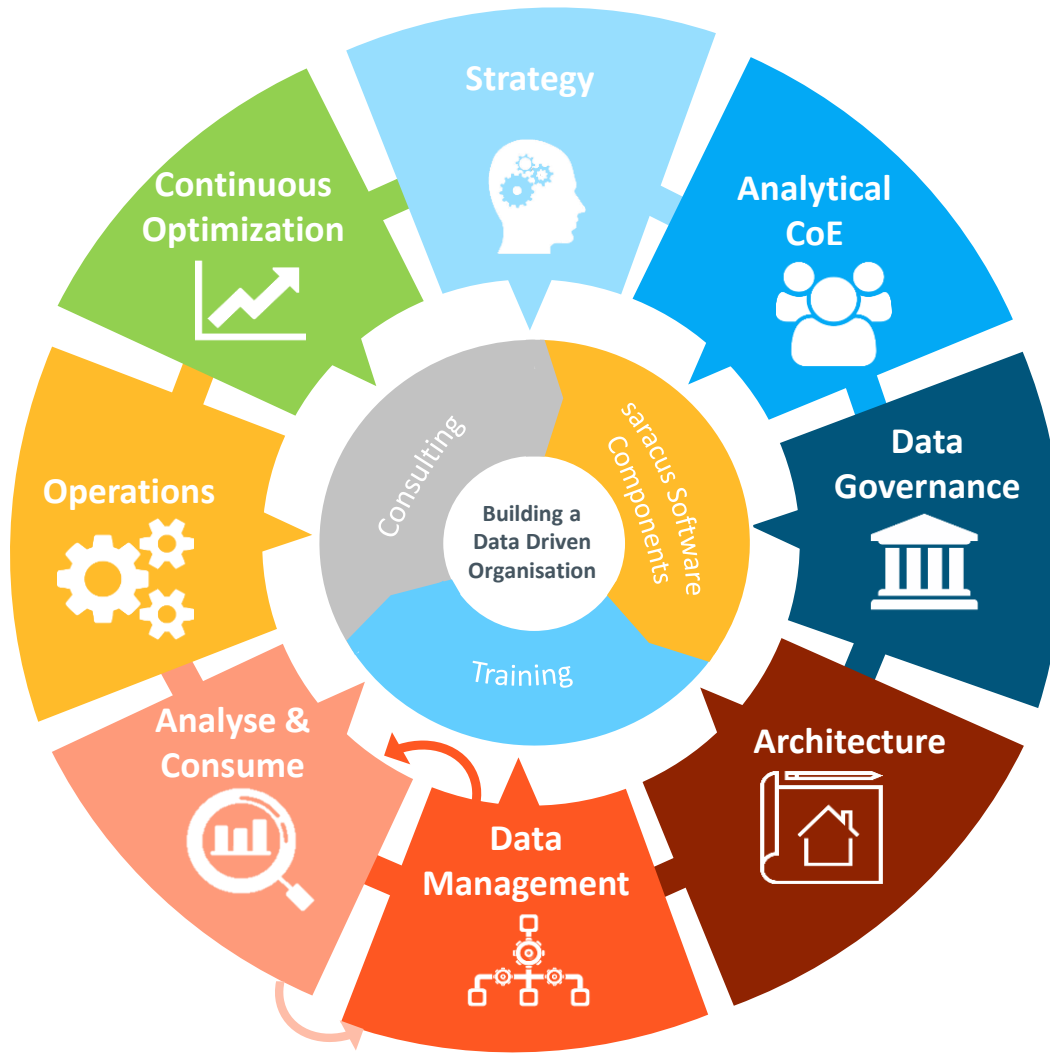 Strategy
Analytical
CoE
Data
Governance
Architecture
Data
Management
Analyse &
Consume
Operations
Continuous
Optimization
Consulting
saracus Software
Components
Training
Building a
Data Driven
Organisation